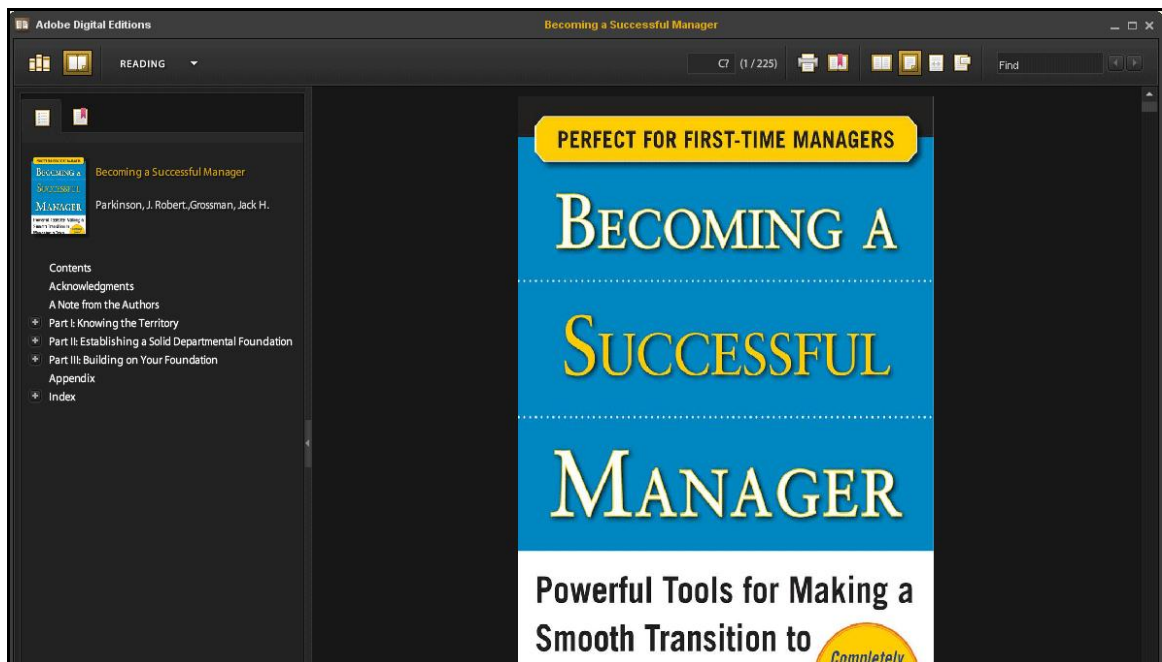 Adobe Digital Editions
Becoming a Successful Manager
READING
C7 (1 / 225)
Find
BECOMING A
SUCCESSFUL
MANAGER
Becoming a Successful Manager
Parkinson, J. Robert.,Grossman, Jack H.
Contents
Acknowledgments
A Note from the Authors
Part I: Knowing the Territory
Part II: Establishing a Solid Departmental Foundation
Part III: Building on Your Foundation
Appendix
Index
PERFECT FOR FIRST-TIME MANAGERS
BECOMING A
SUCCESSFUL
MANAGER
Powerful Tools for Making a
Smooth Transition to
Completely